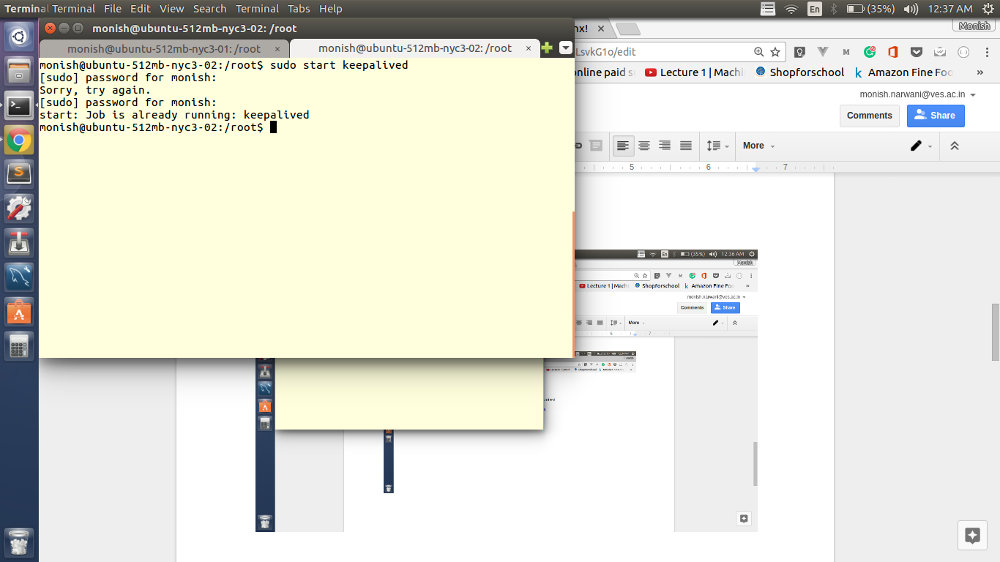 Terminal Terminal File Edit View Search Terminal Tabs Help
En (35%) 12:37 AM
monish@ubuntu-512mb-nyc3-02: /root
nx! ×
Monish
monish@ubuntu-512mb-nyc3-01: /root ×
monish@ubuntu-512mb-nyc3-02: /root ×
LsvkG1o/edit
online paid s
Lecture 1 | Machi
Shopforschool
k Amazon Fine Foo
»
monish@ubuntu-512mb-nyc3-02:/root$ sudo start keepalived
[sudo] password for monish:
Sorry, try again.
[sudo] password for monish:
start: Job is already running: keepalived
monish@ubuntu-512mb-nyc3-02:/root$
monish.narwani@ves.ac.in
Comments
Share
More
5 6 7
En (35%) 12:36 AM
Monish
Lecture 1 | Machi
Shopforschool
k Amazon Fine Foo
»
monish.narwani@ves.ac.in
Comments
Share
More
6 7